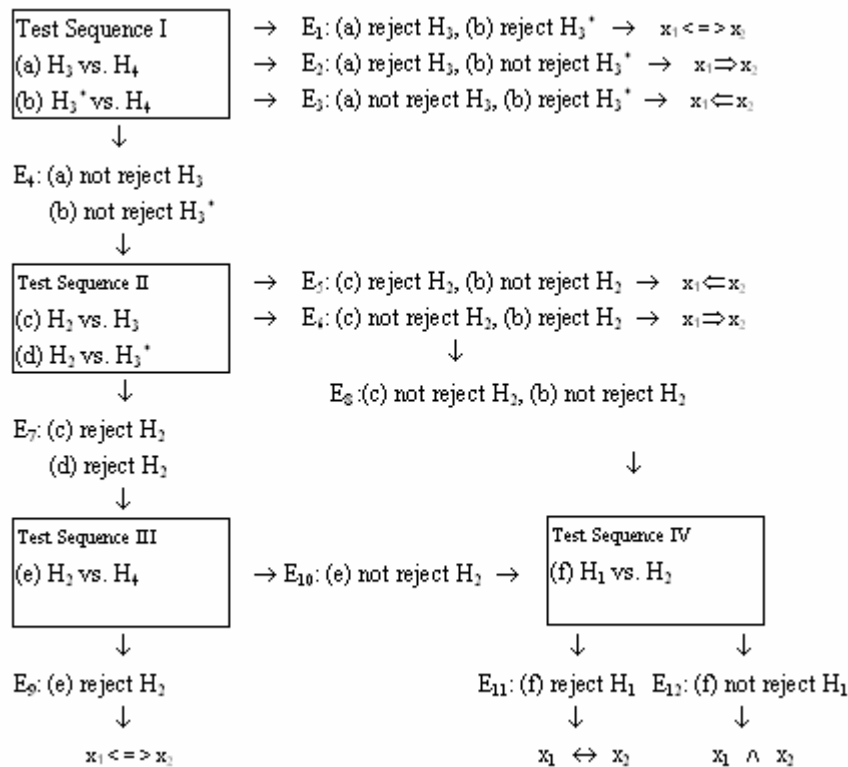 Test Sequence I → E₁: (a) reject H₃, (b) reject H₃* → x₁<=>x₂
(a) H₃ vs. H₄ → E₂: (a) reject H₃, (b) not reject H₃* → x₁⇒x₂
(b) H₃* vs. H₄ → E₃: (a) not reject H₃, (b) reject H₃* → x₁⇐x₂
↓
E₄: (a) not reject H₃
(b) not reject H₃*
↓
Test Sequence II → E₅: (c) reject H₂, (b) not reject H₂ → x₁⇐x₂
(c) H₂ vs. H₃ → E₆: (c) not reject H₂, (b) reject H₂ → x₁⇒x₂
(d) H₂ vs. H₃*
↓ ↓
E₈:(c) not reject H₂, (b) not reject H₂
E₇: (c) reject H₂
(d) reject H₂ ↓
↓
Test Sequence III Test Sequence IV
(e) H₂ vs. H₄ → E₁₀: (e) not reject H₂ → (f) H₁ vs. H₂
↓ ↓ ↓
E₉: (e) reject H₂ E₁₁: (f) reject H₁ E₁₂: (f) not reject H₁
↓ ↓ ↓
x₁<=>x₂ x₁ ↔ x₂ x₁ ∩ x₂